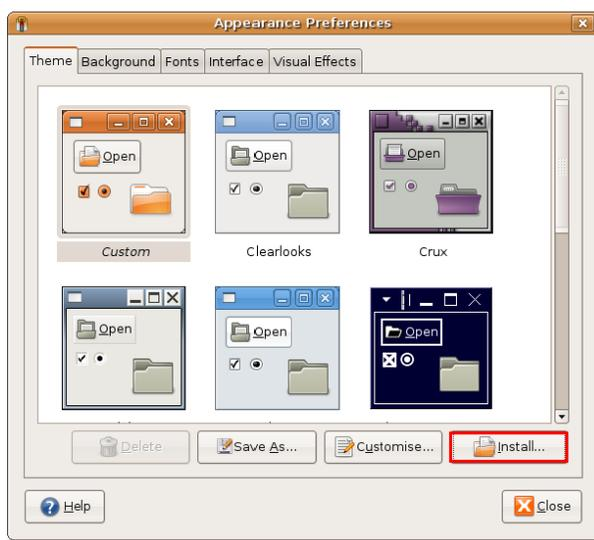 Appearance Preferences
Theme Background Fonts Interface Visual Effects
Open Open Open
Custom Clearlooks Crux
Open Open Open
Delete Save As... Customise... Install...
Help Close